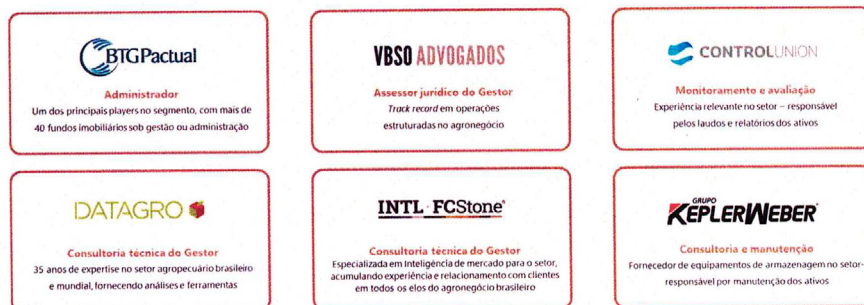 BTGPactual
Administrador
Um dos principais players no segmento, com mais de
40 fundos imobiliários sob gestão ou administração
VBSO ADVOGADOS
Assessor jurídico do Gestor
Track record em operações
estruturadas no agronegócio
CONTROLUNION
Monitoramento e avaliação
Experiência relevante no setor – responsável
pelos laudos e relatórios dos ativos
DATAGRO
Consultoria técnica do Gestor
35 anos de expertise no setor agropecuário brasileiro
e mundial, fornecendo análises e ferramentas
INTL FCStone
Consultoria técnica do Gestor
Especializada em Inteligência de mercado para o setor,
acumulando experiência e relacionamento com clientes
em todos os elos do agronegócio brasileiro
GRUPO
KEPLERWEBER
Consultoria e manutenção
Fornecedor de equipamentos de armazenagem no setor-
responsável por manutenção dos ativos